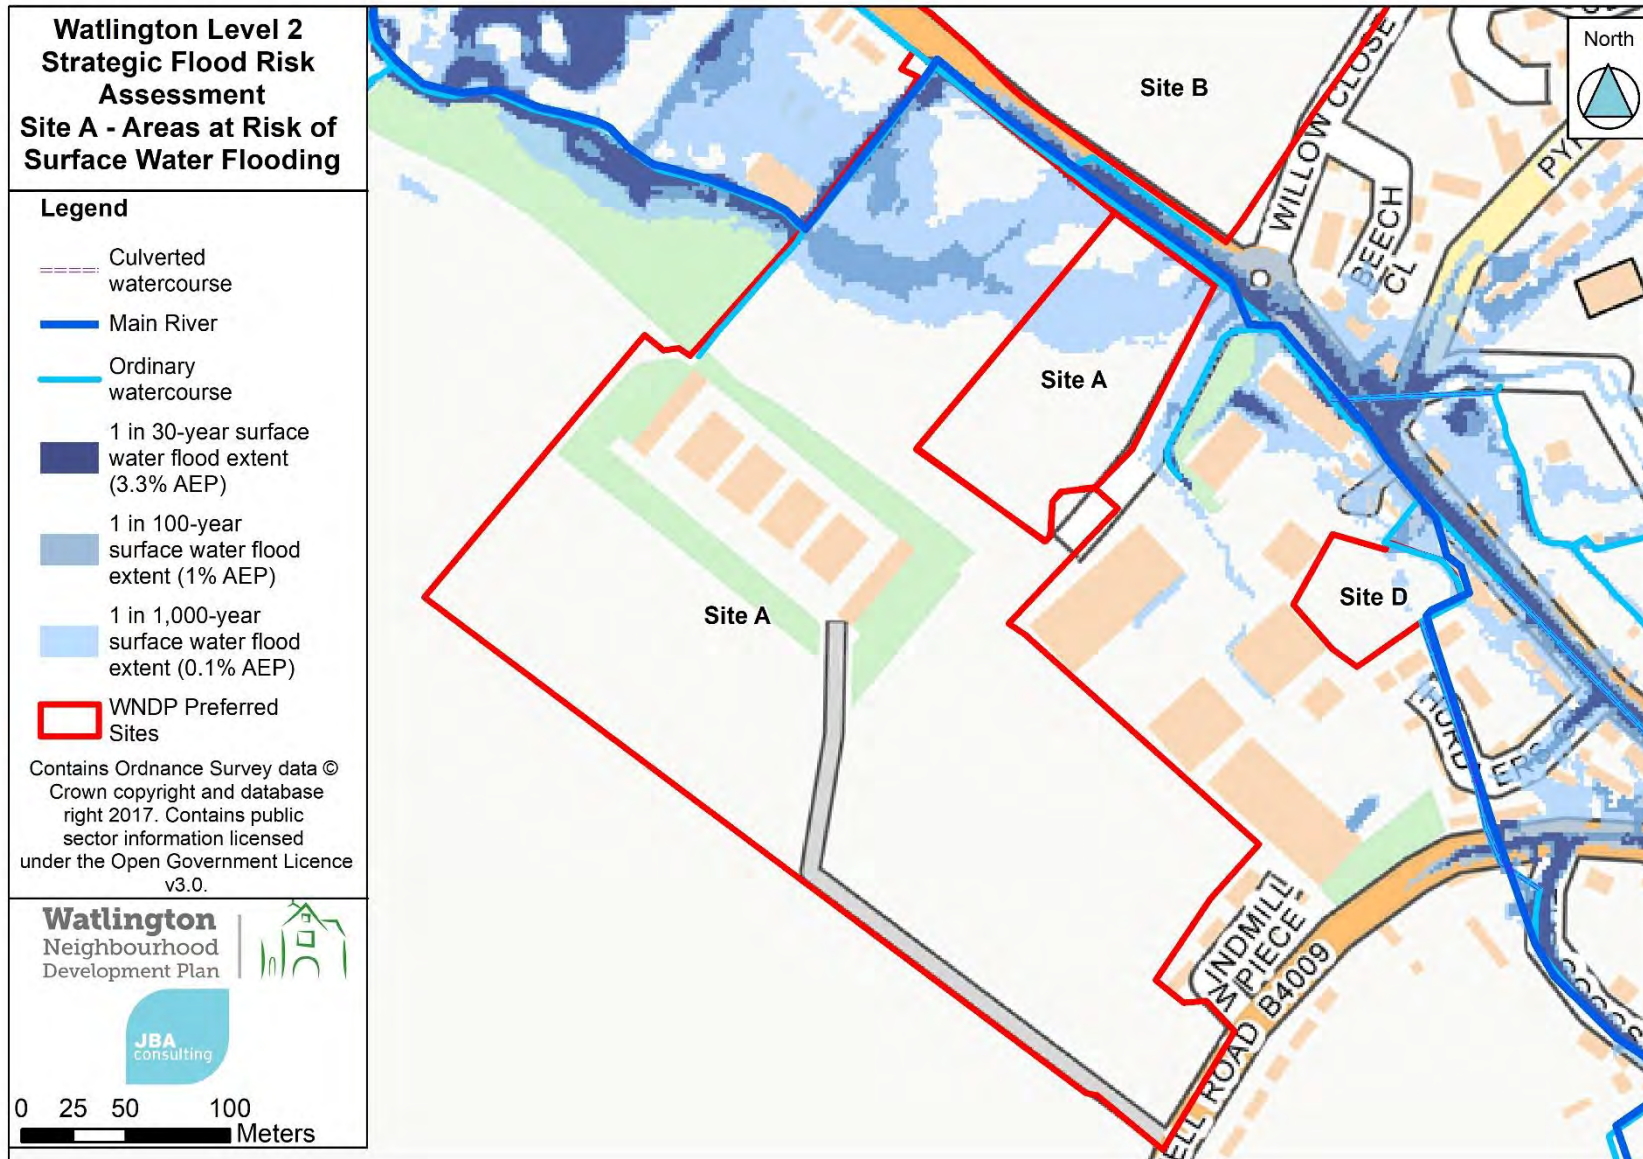 Watlington Level 2
Strategic Flood Risk
Assessment
Site A - Areas at Risk of
Surface Water Flooding
Legend
Culverted
watercourse
Main River
Ordinary
watercourse
1 in 30-year surface
water flood extent
(3.3% AEP)
1 in 100-year
surface water flood
extent (1% AEP)
1 in 1,000-year
surface water flood
extent (0.1% AEP)
WNDP Preferred
Sites
Contains Ordnance Survey data ©
Crown copyright and database
right 2017. Contains public
sector information licensed
under the Open Government Licence
v3.0.
Watlington
Neighbourhood
Development Plan
JBA
consulting
0 25 50 100
Meters
North
Site B
WILLOW CLOSE
BEECH
CL
PYR
Site A
Site A
Site D
WINDMILL
PIECE
ELL ROAD B4009